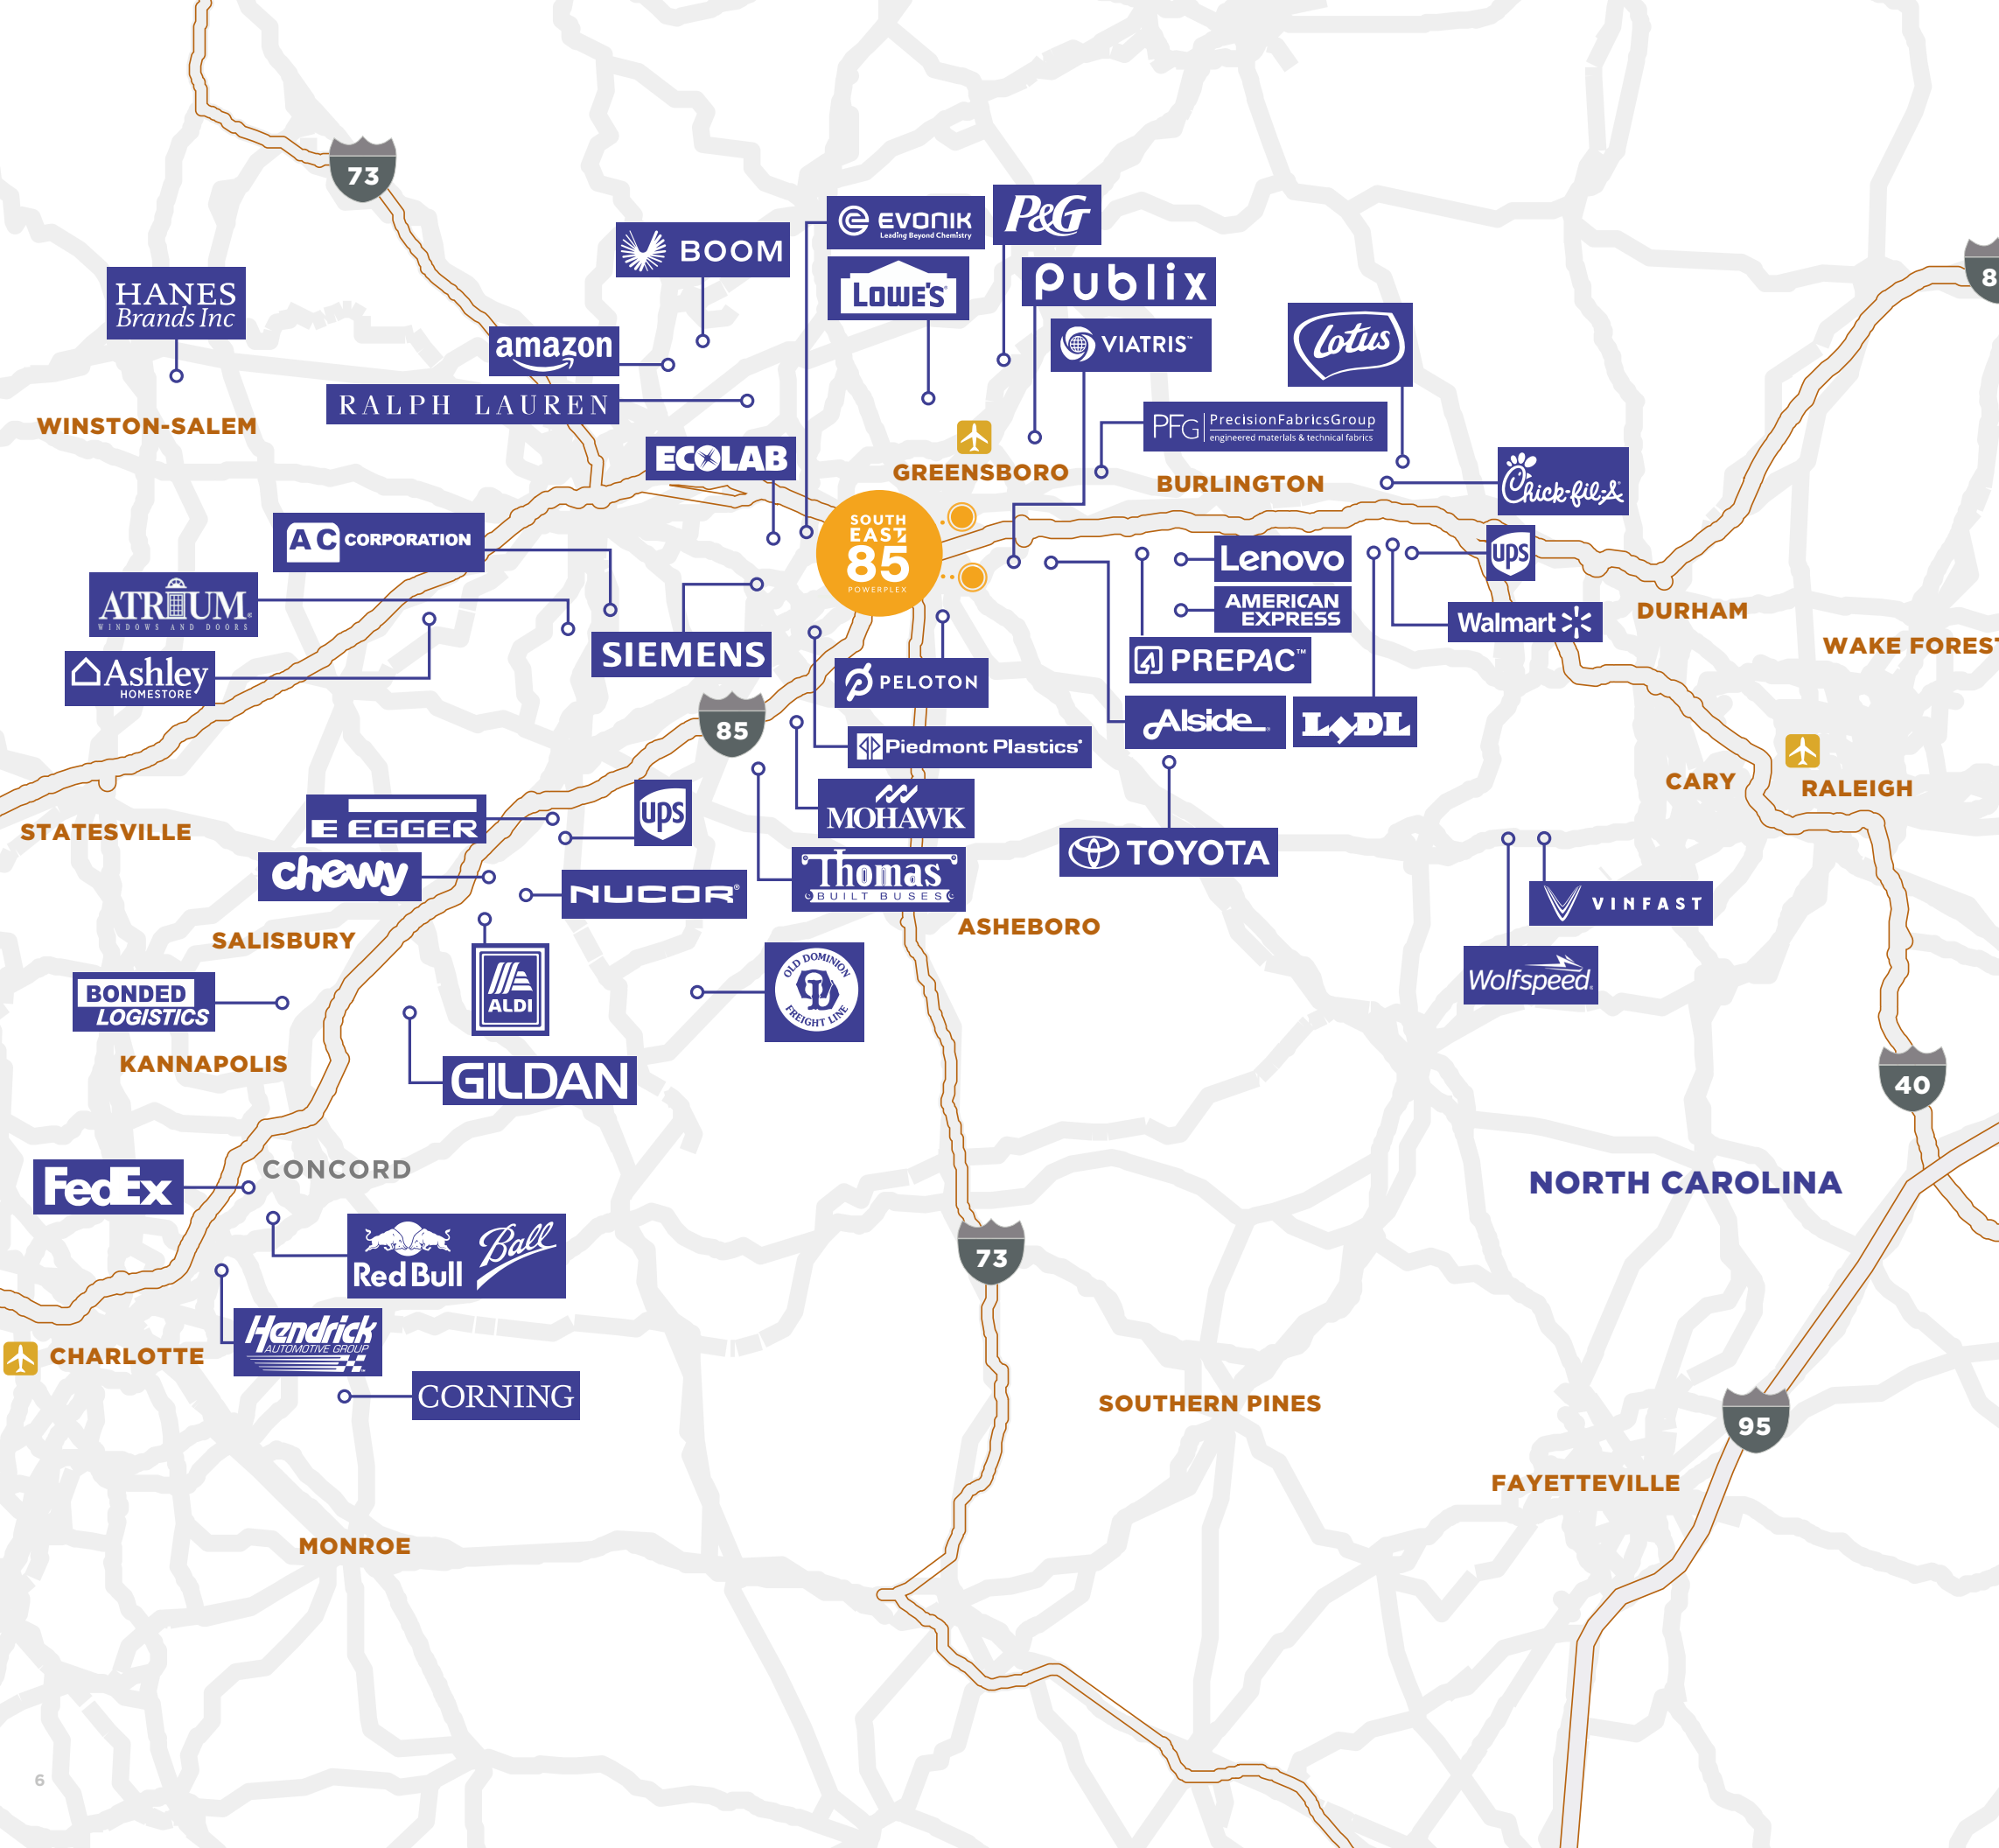 73
EVONIK
Leading Beyond Chemistry
P&G
BOOM
HANES
Brands Inc
LOWE'S
Publix
VIATRIS™
Lotus
8
amazon
RALPH LAUREN
PFG PrecisionFabricsGroup
engineered materials & technical fabrics
WINSTON-SALEM
ECOLAB
GREENSBORO
BURLINGTON
Chick-fil-A
AC CORPORATION
SOUTH
EAST
85
POWERPLEX
Lenovo
ups
ATRIUM
WINDOWS AND DOORS
AMERICAN
EXPRESS
Walmart
DURHAM
WAKE FOREST
SIEMENS
Ashley
HOMESTORE
PREPAC™
PELOTON
85
Alside
LIDL
Piedmont Plastics®
CARY
RALEIGH
STATESVILLE
E EGGER
ups
MOHAWK
TOYOTA
chewy
NUCOR®
Thomas
BUILT BUSES
VINFAST
ASHEBORO
SALISBURY
ALDI
OLD DOMINION
FREIGHT LINE
Wolfspeed
BONDED
LOGISTICS
KANNAPOLIS
GILDAN
40
FedEx
CONCORD
NORTH CAROLINA
Red Bull
Ball
73
Hendrick
AUTOMOTIVE GROUP
CHARLOTTE
CORNING
SOUTHERN PINES
95
FAYETTEVILLE
MONROE
6